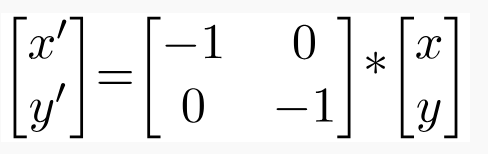 [x′ y′] = [−1 0 0 −1] * [x y]